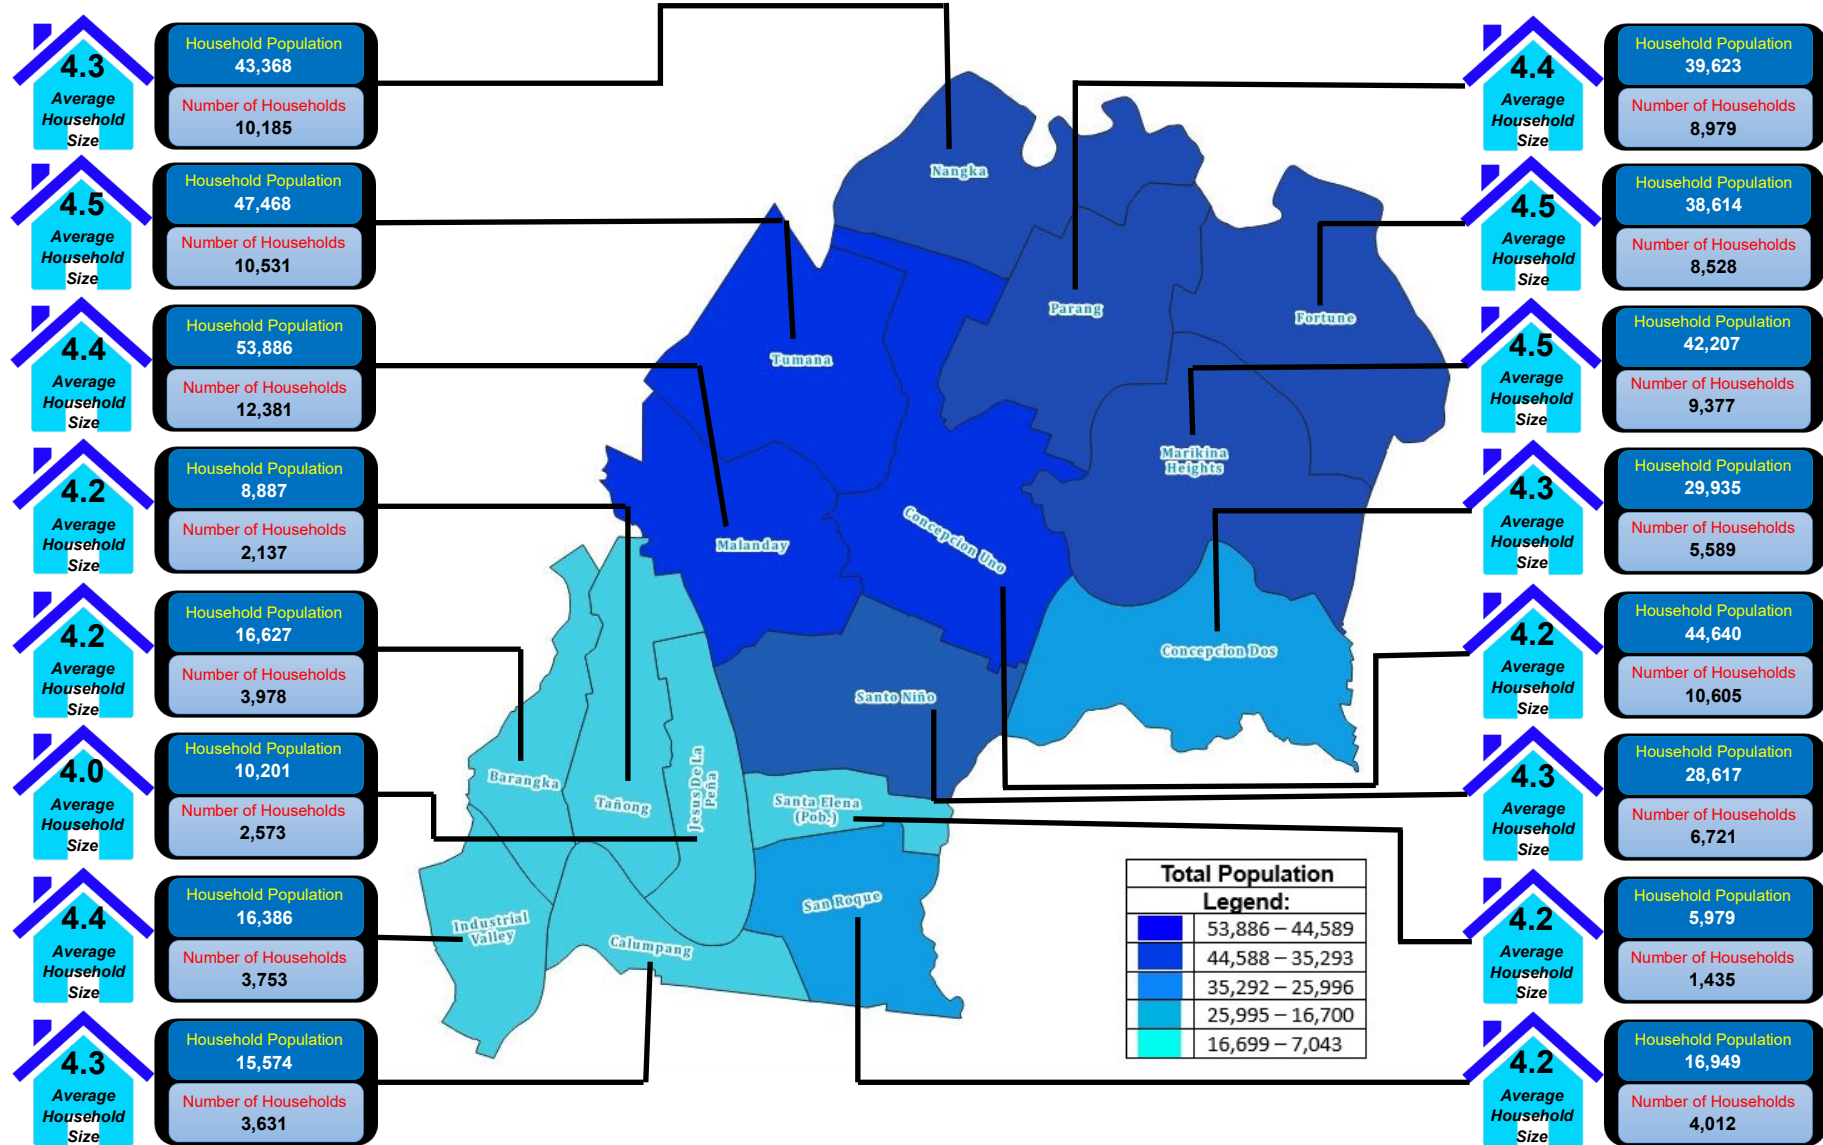 4.3
Average
Household
Size
Household Population
43,368
Number of Households
10,185
4.5
Average
Household
Size
Household Population
47,468
Number of Households
10,531
4.4
Average
Household
Size
Household Population
53,886
Number of Households
12,381
4.2
Average
Household
Size
Household Population
8,887
Number of Households
2,137
4.2
Average
Household
Size
Household Population
16,627
Number of Households
3,978
4.0
Average
Household
Size
Household Population
10,201
Number of Households
2,573
4.4
Average
Household
Size
Household Population
16,386
Number of Households
3,753
4.3
Average
Household
Size
Household Population
15,574
Number of Households
3,631
Nangka
Parang
Fortune
Tumana
Marikina
Heights
Malanday
Concepcion Uno
Concepcion Dos
Santo Niño
Barangka
Tañong
Jesus De La
Peña
Santa Elena
(Pob.)
San Roque
Industrial
Valley
Calumpang
Total Population
Legend:
53,886 – 44,589
44,588 – 35,293
35,292 – 25,996
25,995 – 16,700
16,699 – 7,043
4.4
Average
Household
Size
Household Population
39,623
Number of Households
8,979
4.5
Average
Household
Size
Household Population
38,614
Number of Households
8,528
4.5
Average
Household
Size
Household Population
42,207
Number of Households
9,377
4.3
Average
Household
Size
Household Population
29,935
Number of Households
5,589
4.2
Average
Household
Size
Household Population
44,640
Number of Households
10,605
4.3
Average
Household
Size
Household Population
28,617
Number of Households
6,721
4.2
Average
Household
Size
Household Population
5,979
Number of Households
1,435
4.2
Average
Household
Size
Household Population
16,949
Number of Households
4,012